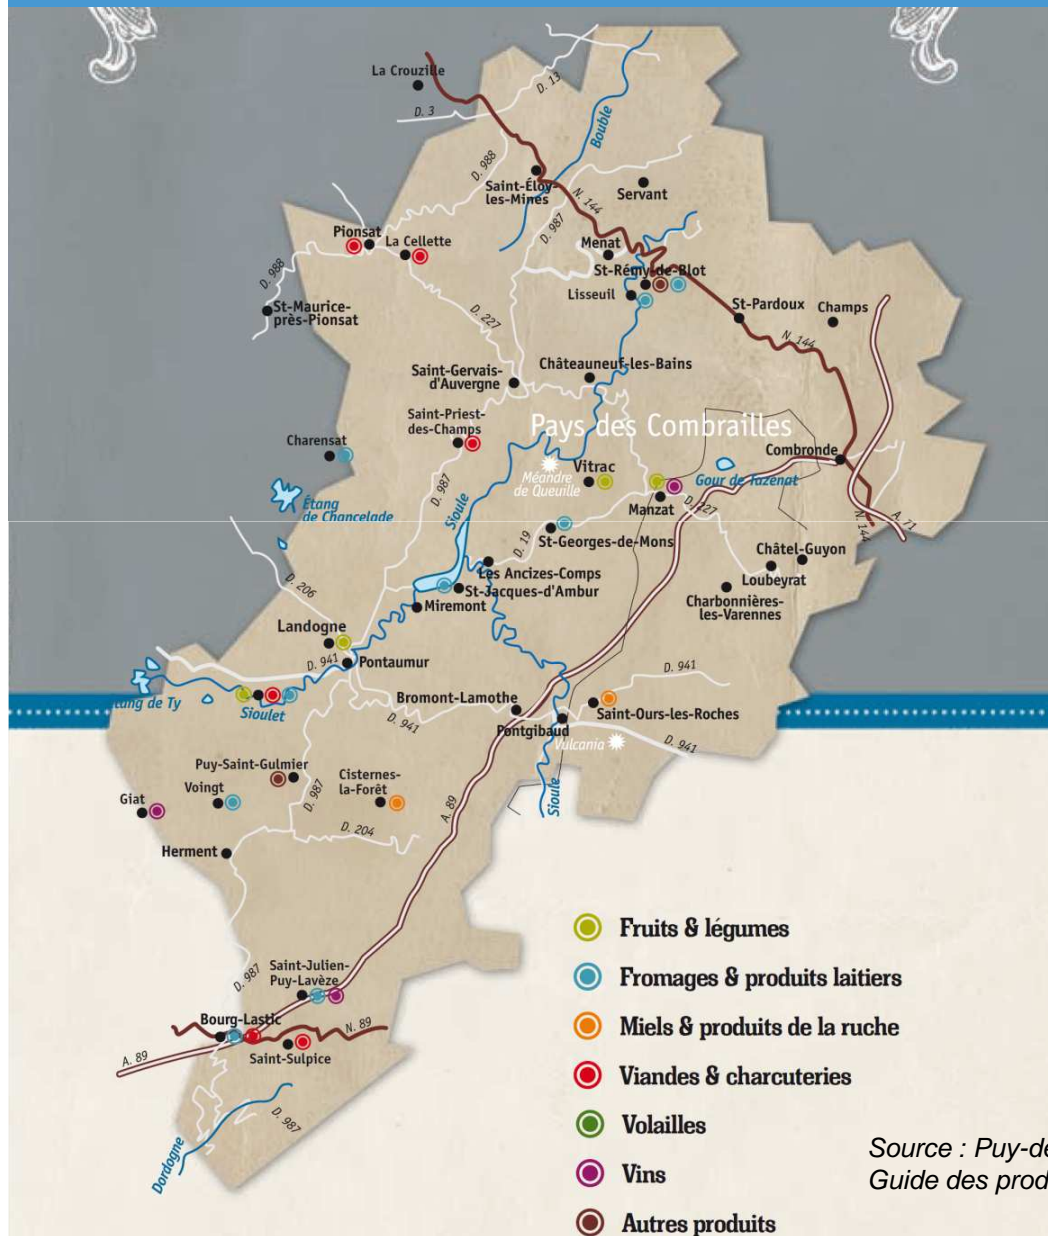 La Crouzille
D. 13
D. 3
Bouble
D. 988
Saint-Éloy-
les-Mines
N. 144
Servant
D. 987
Pionsat
La Cellette
Menat
D. 988
St-Rémy-de-Blot
Lisseuil
St-Maurice-
près-Pionsat
St-Pardoux
Champs
D. 227
N. 144
Saint-Gervais-
d'Auvergne
Châteauneuf-les-Bains
Saint-Priest-
des-Champs
Pays des Combrailles
Charensat
Combronde
Vitrac
Méandre
de Queuille
Gour de Tazenat
D. 987
Étang
de Chancelade
Sioule
Manzat
D. 227
A. 71
N. 144
D. 19
St-Georges-de-Mons
Châtel-Guyon
Les Ancizes-Comps
Loubeyrat
D. 206
St-Jacques-d'Ambur
Charbonnières-
les-Varennes
Miremont
Landogne
D. 941
Pontaumur
D. 941
Bromont-Lamothe
tang de Ty
Sioulet
D. 941
Saint-Ours-les-Roches
Pontgibaud
Vulcania
D. 941
Puy-Saint-Gulmier
Cisternes-
la-Forêt
Voingt
D. 987
Giat
Sioule
A. 89
D. 204
Herment
Saint-Julien-
Puy-Lavèze
D. 987
Bourg-Lastic
N. 89
A. 89
Saint-Sulpice
D. 987
Dordogne
Fruits & légumes
Fromages & produits laitiers
Miels & produits de la ruche
Viandes & charcuteries
Volailles
Vins
Autres produits
Source : Puy-de
Guide des prod